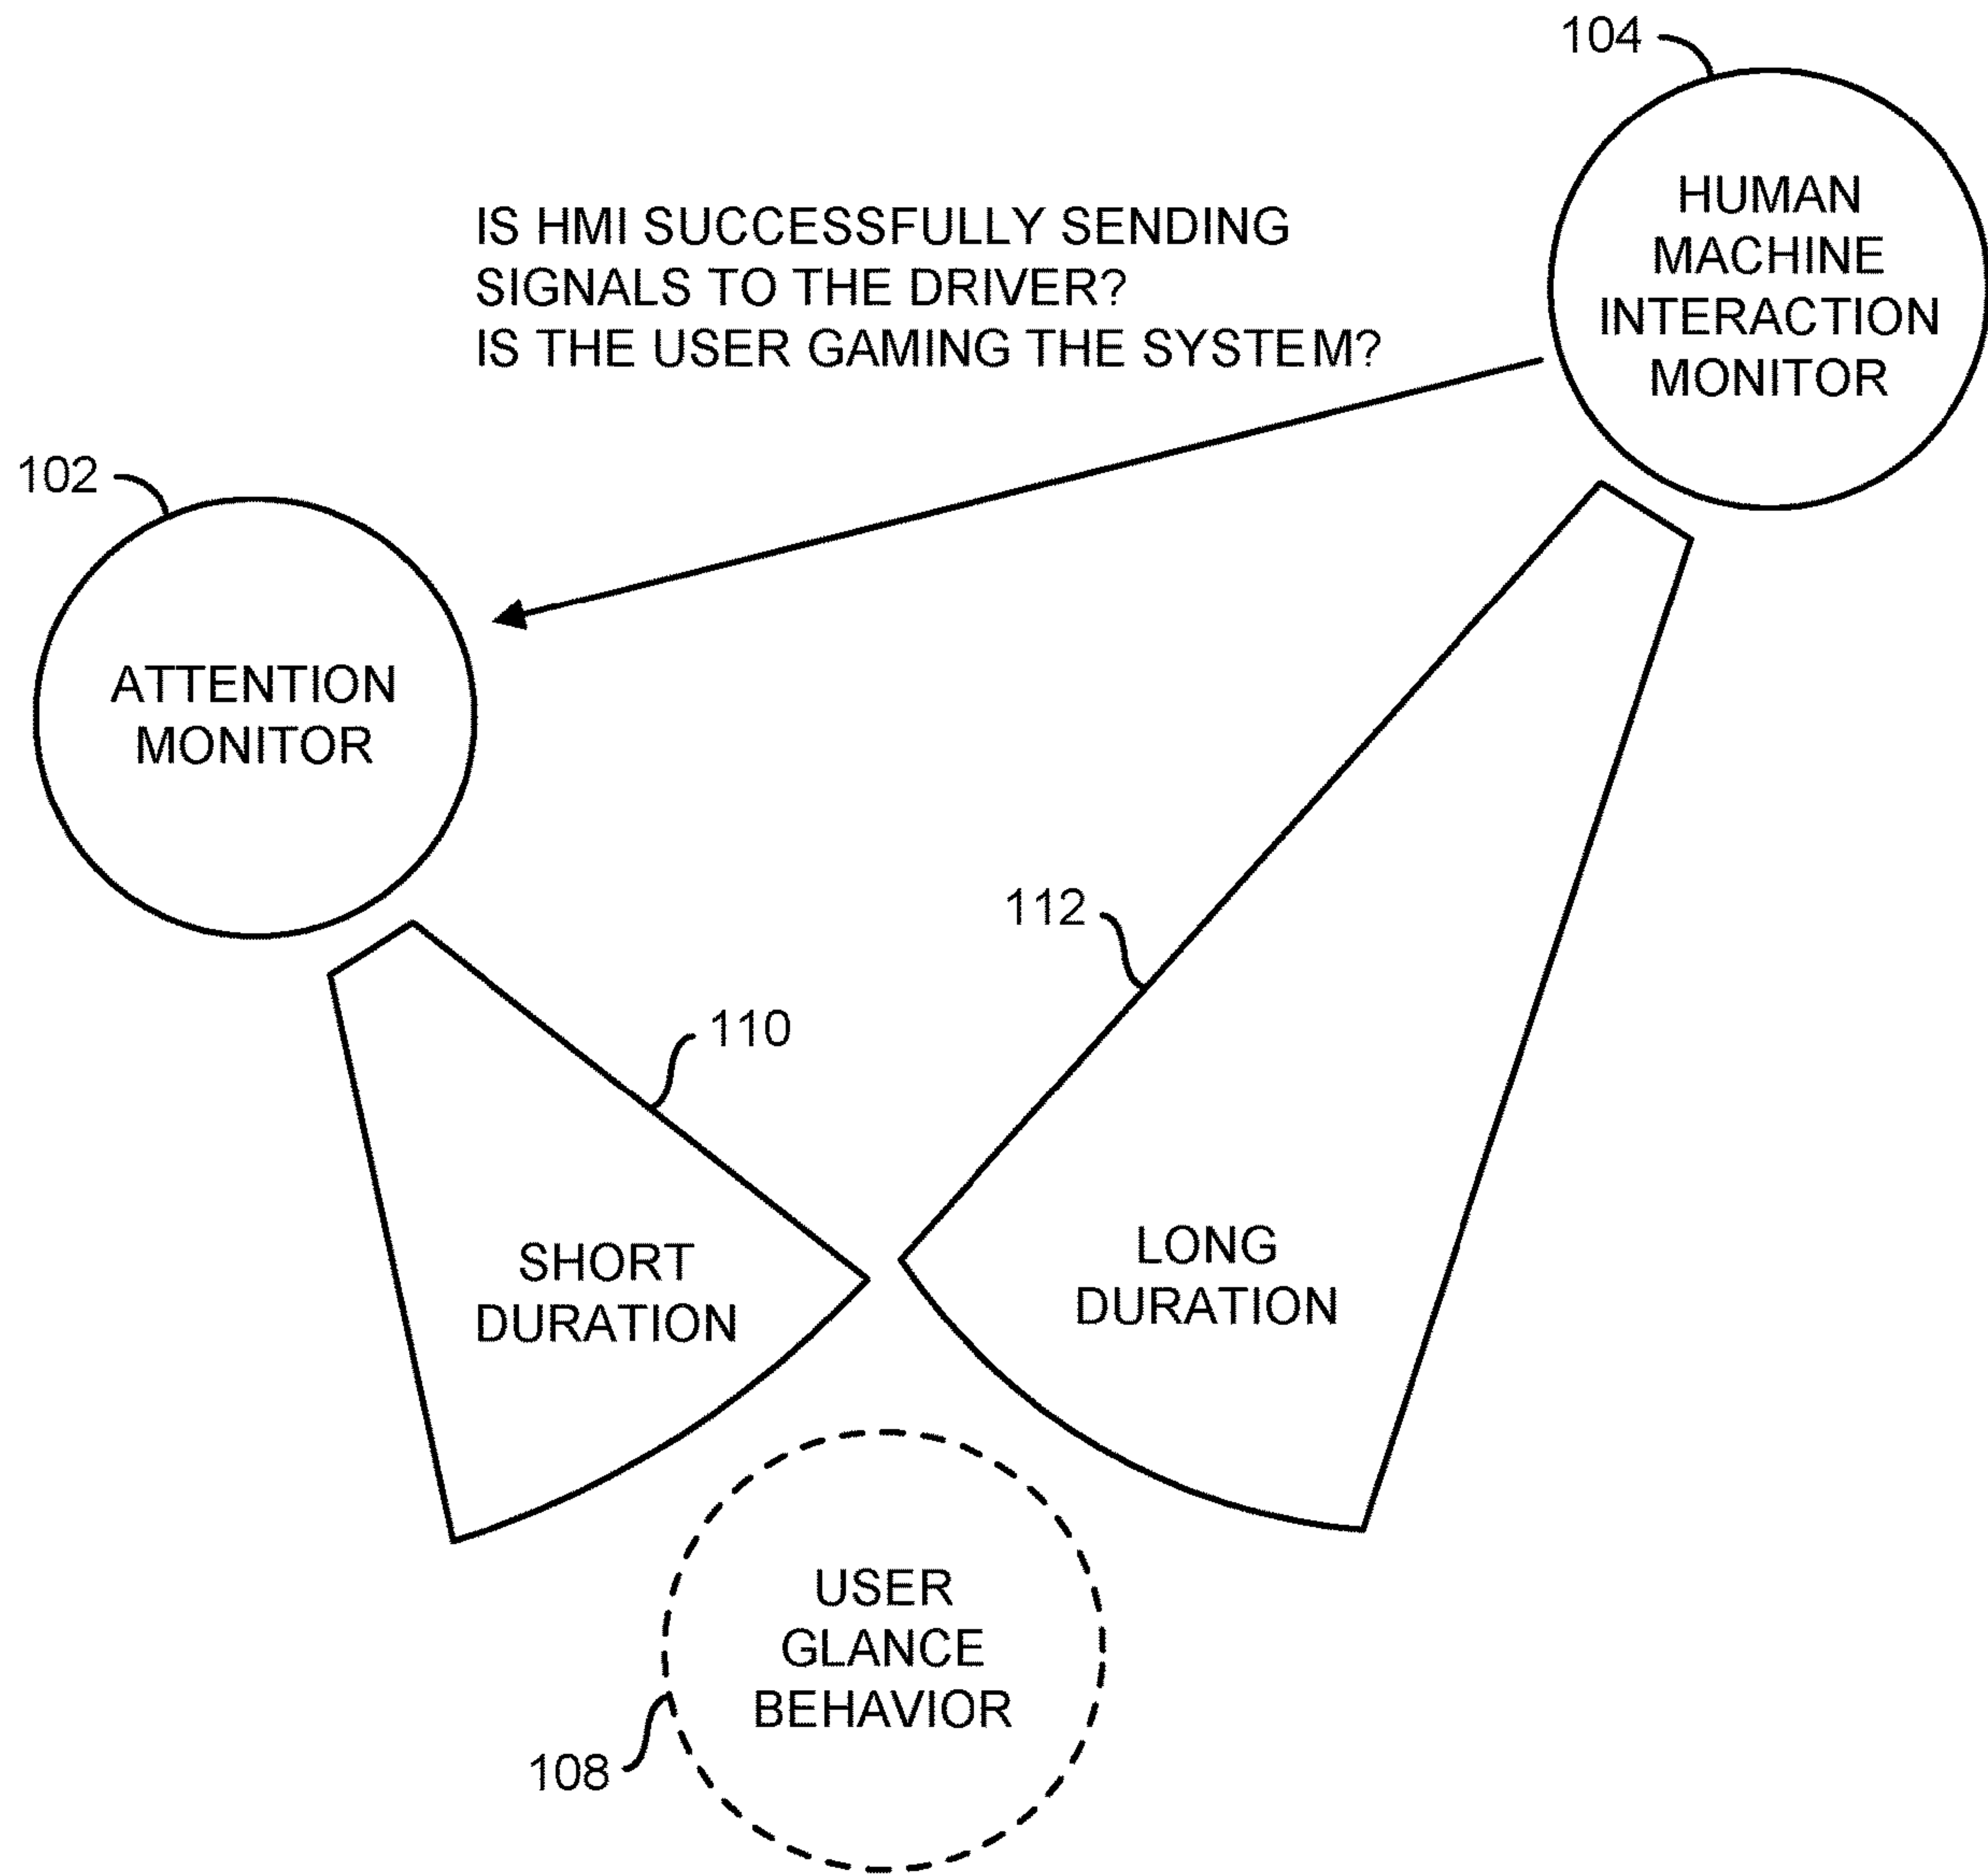 104
HUMAN
MACHINE
INTERACTION
MONITOR
IS HMI SUCCESSFULLY SENDING
SIGNALS TO THE DRIVER?
IS THE USER GAMING THE SYSTEM?
102
ATTENTION
MONITOR
112
110
SHORT
DURATION
LONG
DURATION
USER
GLANCE
BEHAVIOR
108